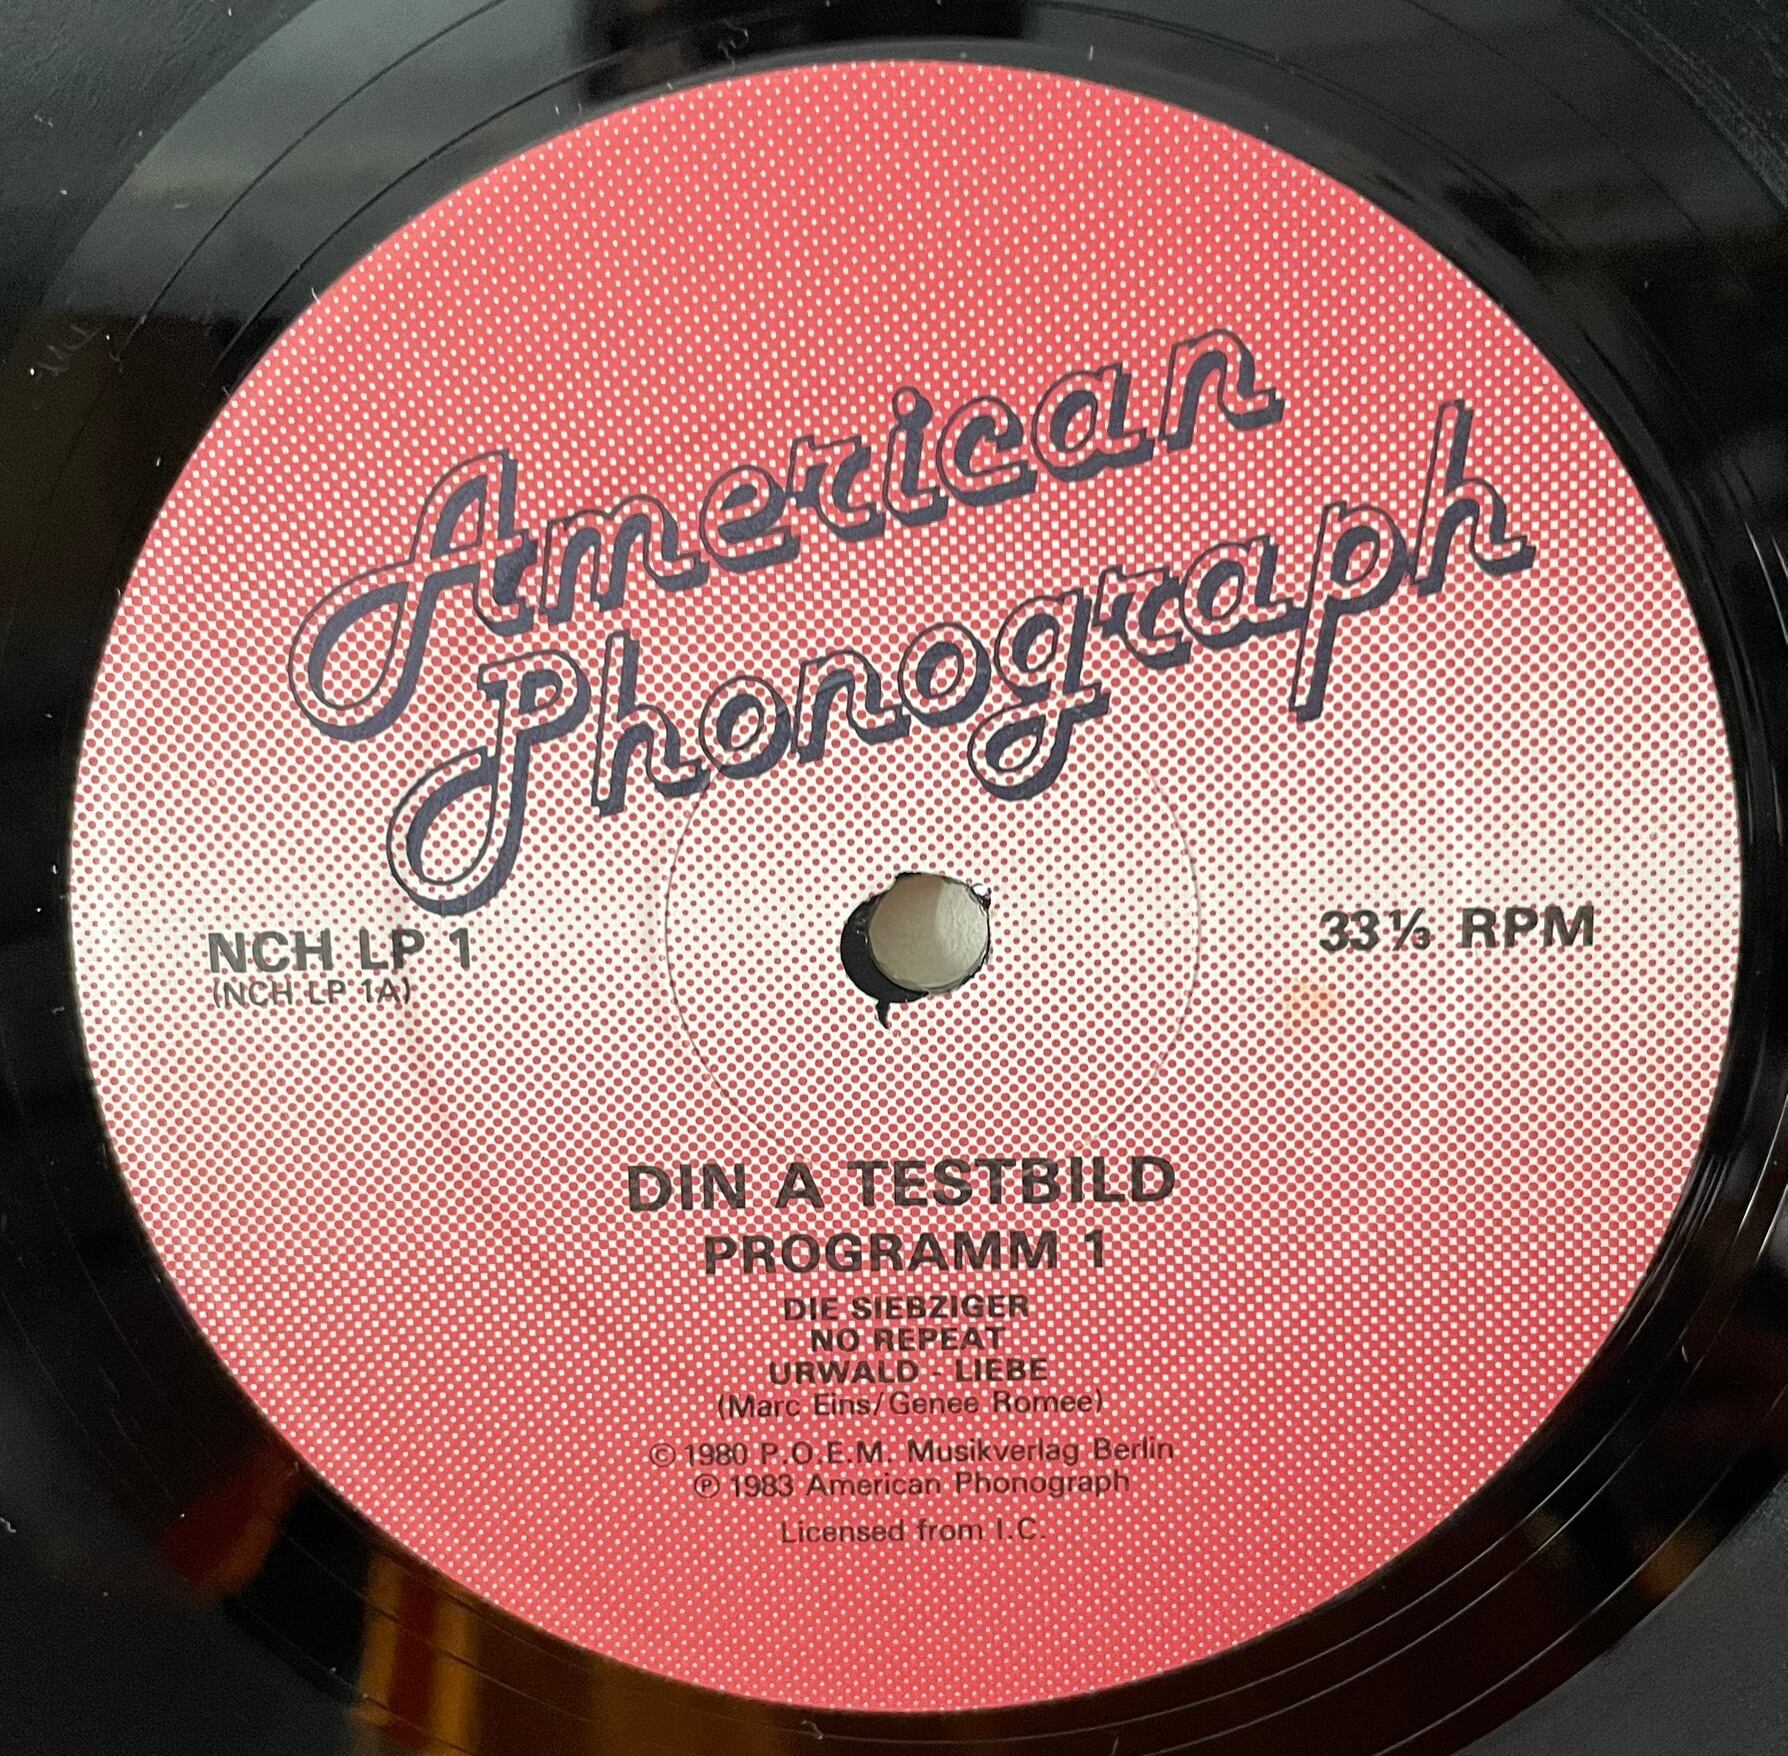 American
Phonograph
NCH LP 1
(NCH LP 1A)
33⅓ RPM
DIN A TESTBILD
PROGRAMM 1
DIE SIEBZIGER
NO REPEAT
URWALD - LIEBE
(Marc Eins/Genee Romee)
© 1980 P.O.E.M. Musikverlag Berlin
℗ 1983 American Phonograph
Licensed from I.C.